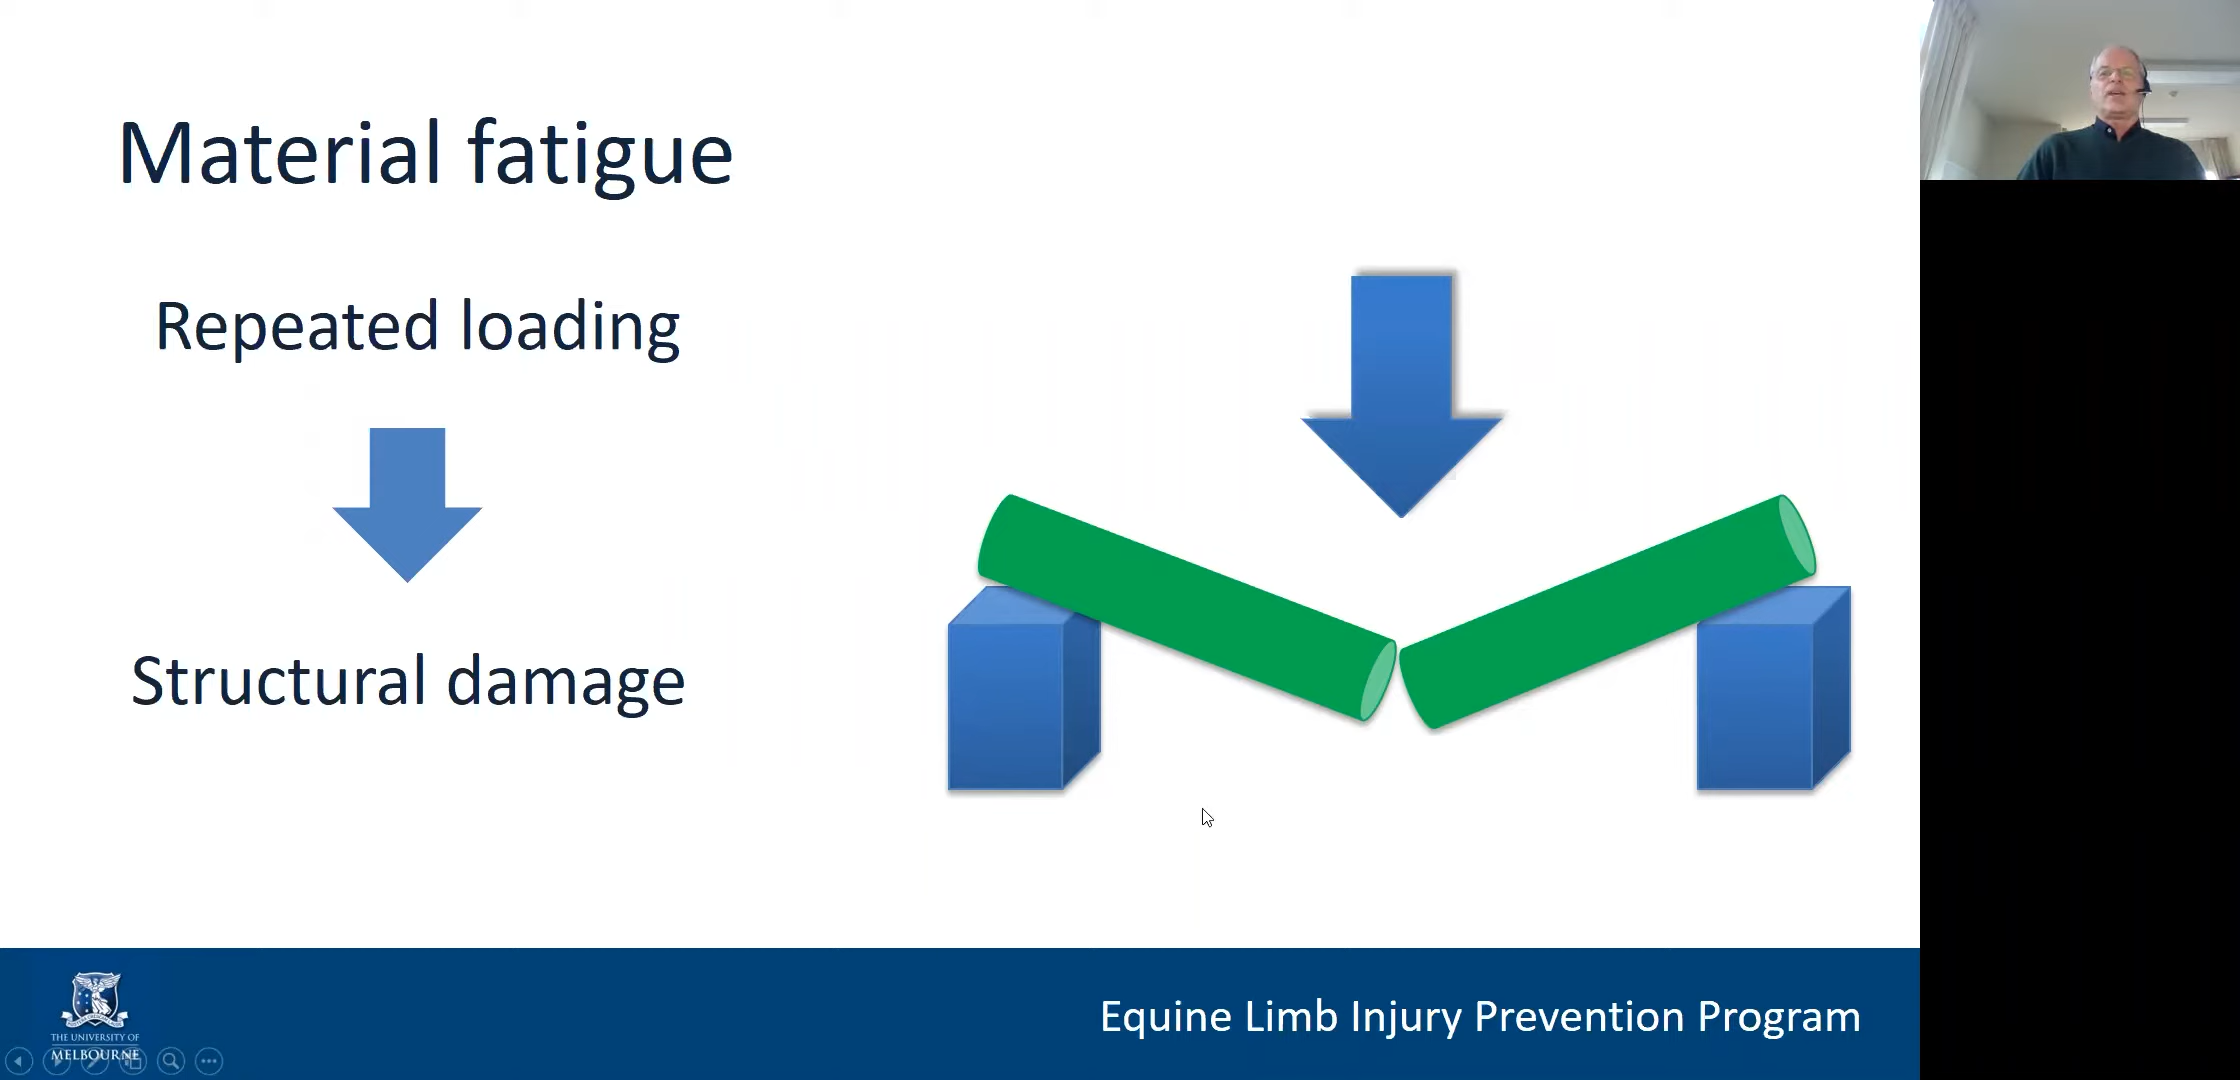 Material fatigue
Repeated loading
Structural damage
THE UNIVERSITY OF
MELBOURNE
Equine Limb Injury Prevention Program